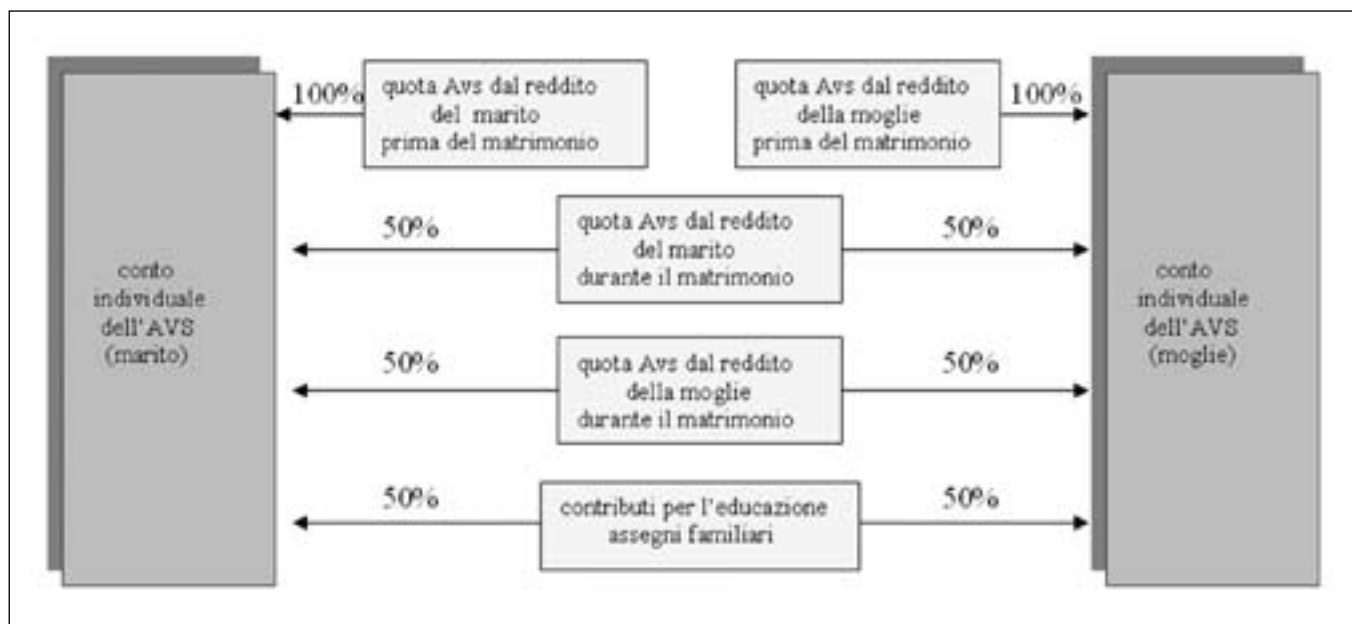 100%
quota Avs dal reddito
del marito
prima del matrimonio
quota Avs dal reddito
della moglie
prima del matrimonio
100%
50%
quota Avs dal reddito
del marito
durante il matrimonio
50%
conto
individuale
dell'AVS
(marito)
conto
individuale
dell'AVS
(moglie)
50%
quota Avs dal reddito
della moglie
durante il matrimonio
50%
50%
contributi per l'educazione
assegni familiari
50%